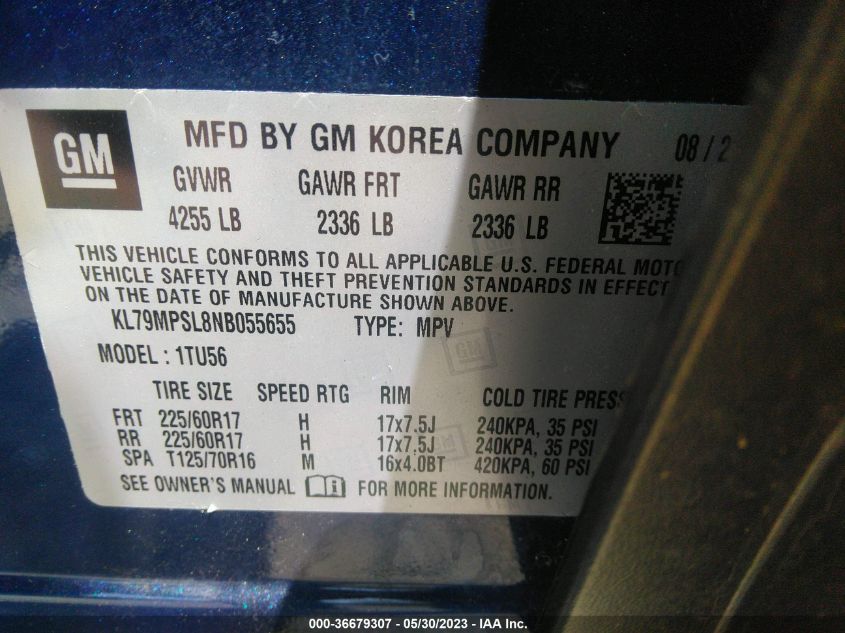 GM
MFD BY GM KOREA COMPANY 08 / 2
GVWR GAWR FRT GAWR RR
4255 LB 2336 LB 2336 LB
THIS VEHICLE CONFORMS TO ALL APPLICABLE U.S. FEDERAL MOTO
VEHICLE SAFETY AND THEFT PREVENTION STANDARDS IN EFFECT
ON THE DATE OF MANUFACTURE SHOWN ABOVE.
KL79MPSL8NB055655 TYPE: MPV
MODEL : 1TU56
TIRE SIZE SPEED RTG RIM COLD TIRE PRESS
FRT 225/60R17 H 17x7.5J 240KPA, 35 PSI
RR 225/60R17 H 17x7.5J 240KPA, 35 PSI
SPA T125/70R16 M 16x4.0BT 420KPA, 60 PSI
SEE OWNER'S MANUAL FOR MORE INFORMATION.
000-36679307 - 05/30/2023 - IAA Inc.